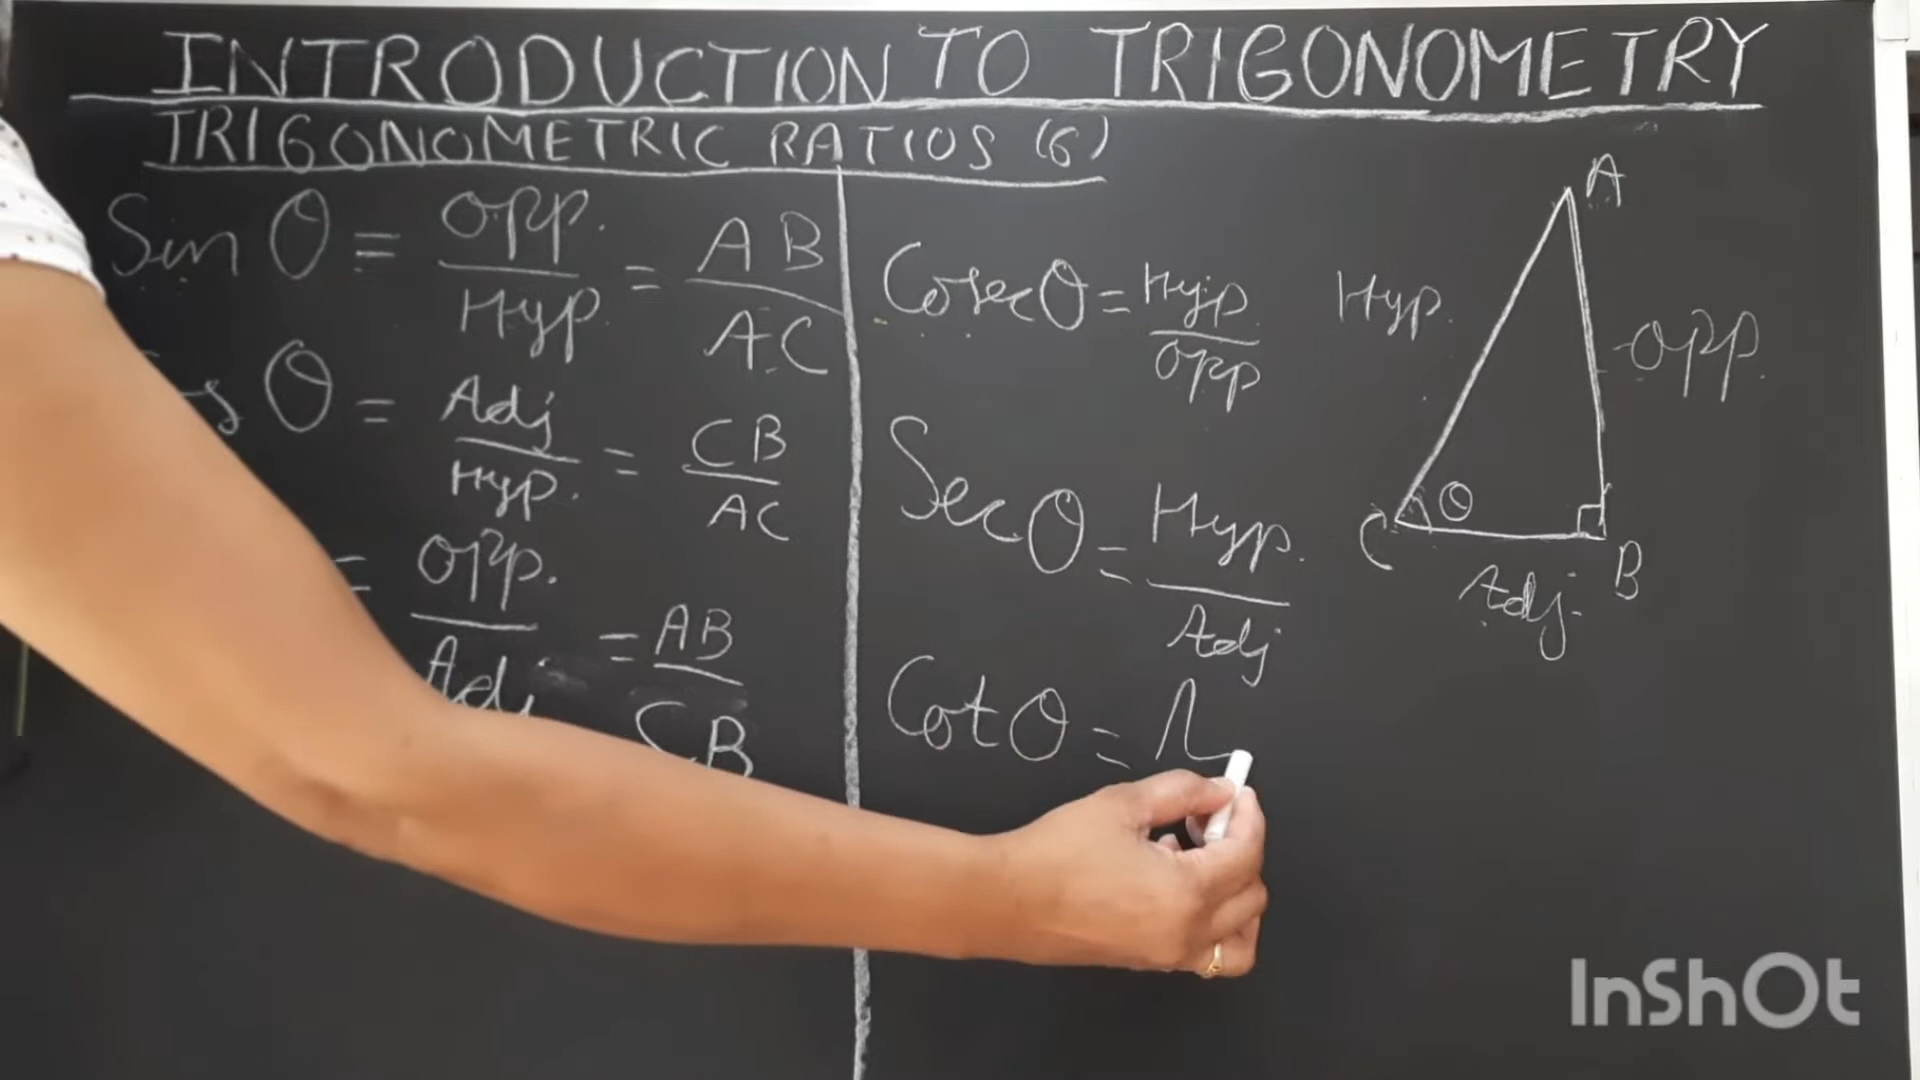 INTRODUCTION TO TRIGONOMETRY
TRIGONOMETRIC RATIOS (6)
Sin θ = opp. / Hyp. = AB / AC
s θ = Adj / Hyp. = CB / AC
= opp. / Adj = AB / CB
Cosec θ = Hyp. / opp
Sec θ = Hyp. / Adj
Cot θ =
A
Hyp.
opp.
θ
C
B
Adj.
InShOt